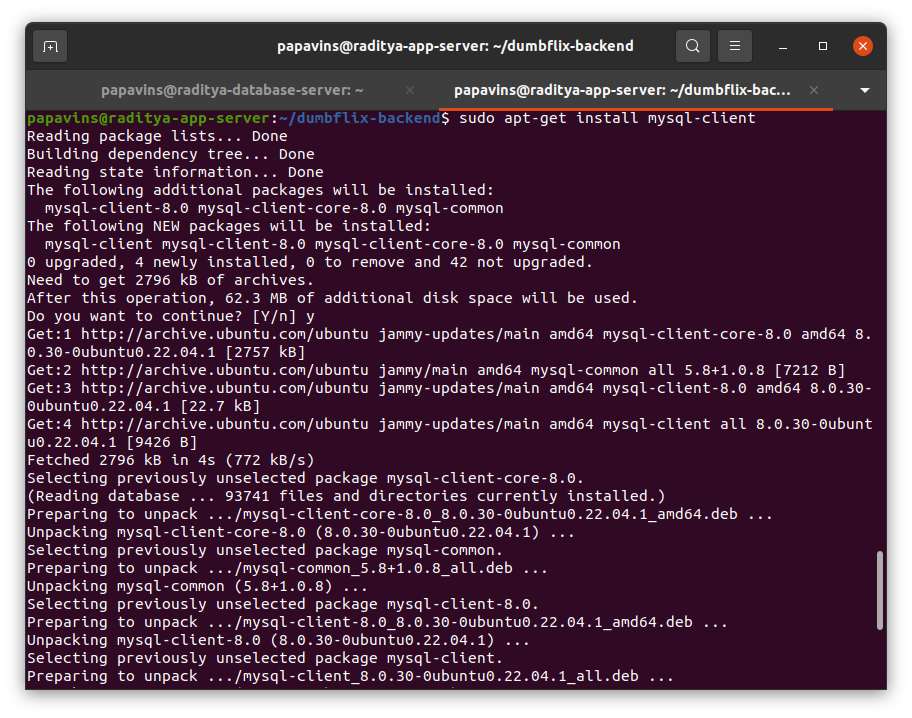 papavins@raditya-app-server: ~/dumbflix-backend
papavins@raditya-database-server: ~
papavins@raditya-app-server: ~/dumbflix-bac...
papavins@raditya-app-server:~/dumbflix-backend$ sudo apt-get install mysql-client
Reading package lists... Done
Building dependency tree... Done
Reading state information... Done
The following additional packages will be installed:
  mysql-client-8.0 mysql-client-core-8.0 mysql-common
The following NEW packages will be installed:
  mysql-client mysql-client-8.0 mysql-client-core-8.0 mysql-common
0 upgraded, 4 newly installed, 0 to remove and 42 not upgraded.
Need to get 2796 kB of archives.
After this operation, 62.3 MB of additional disk space will be used.
Do you want to continue? [Y/n] y
Get:1 http://archive.ubuntu.com/ubuntu jammy-updates/main amd64 mysql-client-core-8.0 amd64 8.
0.30-0ubuntu0.22.04.1 [2757 kB]
Get:2 http://archive.ubuntu.com/ubuntu jammy/main amd64 mysql-common all 5.8+1.0.8 [7212 B]
Get:3 http://archive.ubuntu.com/ubuntu jammy-updates/main amd64 mysql-client-8.0 amd64 8.0.30-
0ubuntu0.22.04.1 [22.7 kB]
Get:4 http://archive.ubuntu.com/ubuntu jammy-updates/main amd64 mysql-client all 8.0.30-0ubunt
u0.22.04.1 [9426 B]
Fetched 2796 kB in 4s (772 kB/s)
Selecting previously unselected package mysql-client-core-8.0.
(Reading database ... 93741 files and directories currently installed.)
Preparing to unpack .../mysql-client-core-8.0_8.0.30-0ubuntu0.22.04.1_amd64.deb ...
Unpacking mysql-client-core-8.0 (8.0.30-0ubuntu0.22.04.1) ...
Selecting previously unselected package mysql-common.
Preparing to unpack .../mysql-common_5.8+1.0.8_all.deb ...
Unpacking mysql-common (5.8+1.0.8) ...
Selecting previously unselected package mysql-client-8.0.
Preparing to unpack .../mysql-client-8.0_8.0.30-0ubuntu0.22.04.1_amd64.deb ...
Unpacking mysql-client-8.0 (8.0.30-0ubuntu0.22.04.1) ...
Selecting previously unselected package mysql-client.
Preparing to unpack .../mysql-client_8.0.30-0ubuntu0.22.04.1_all.deb ...